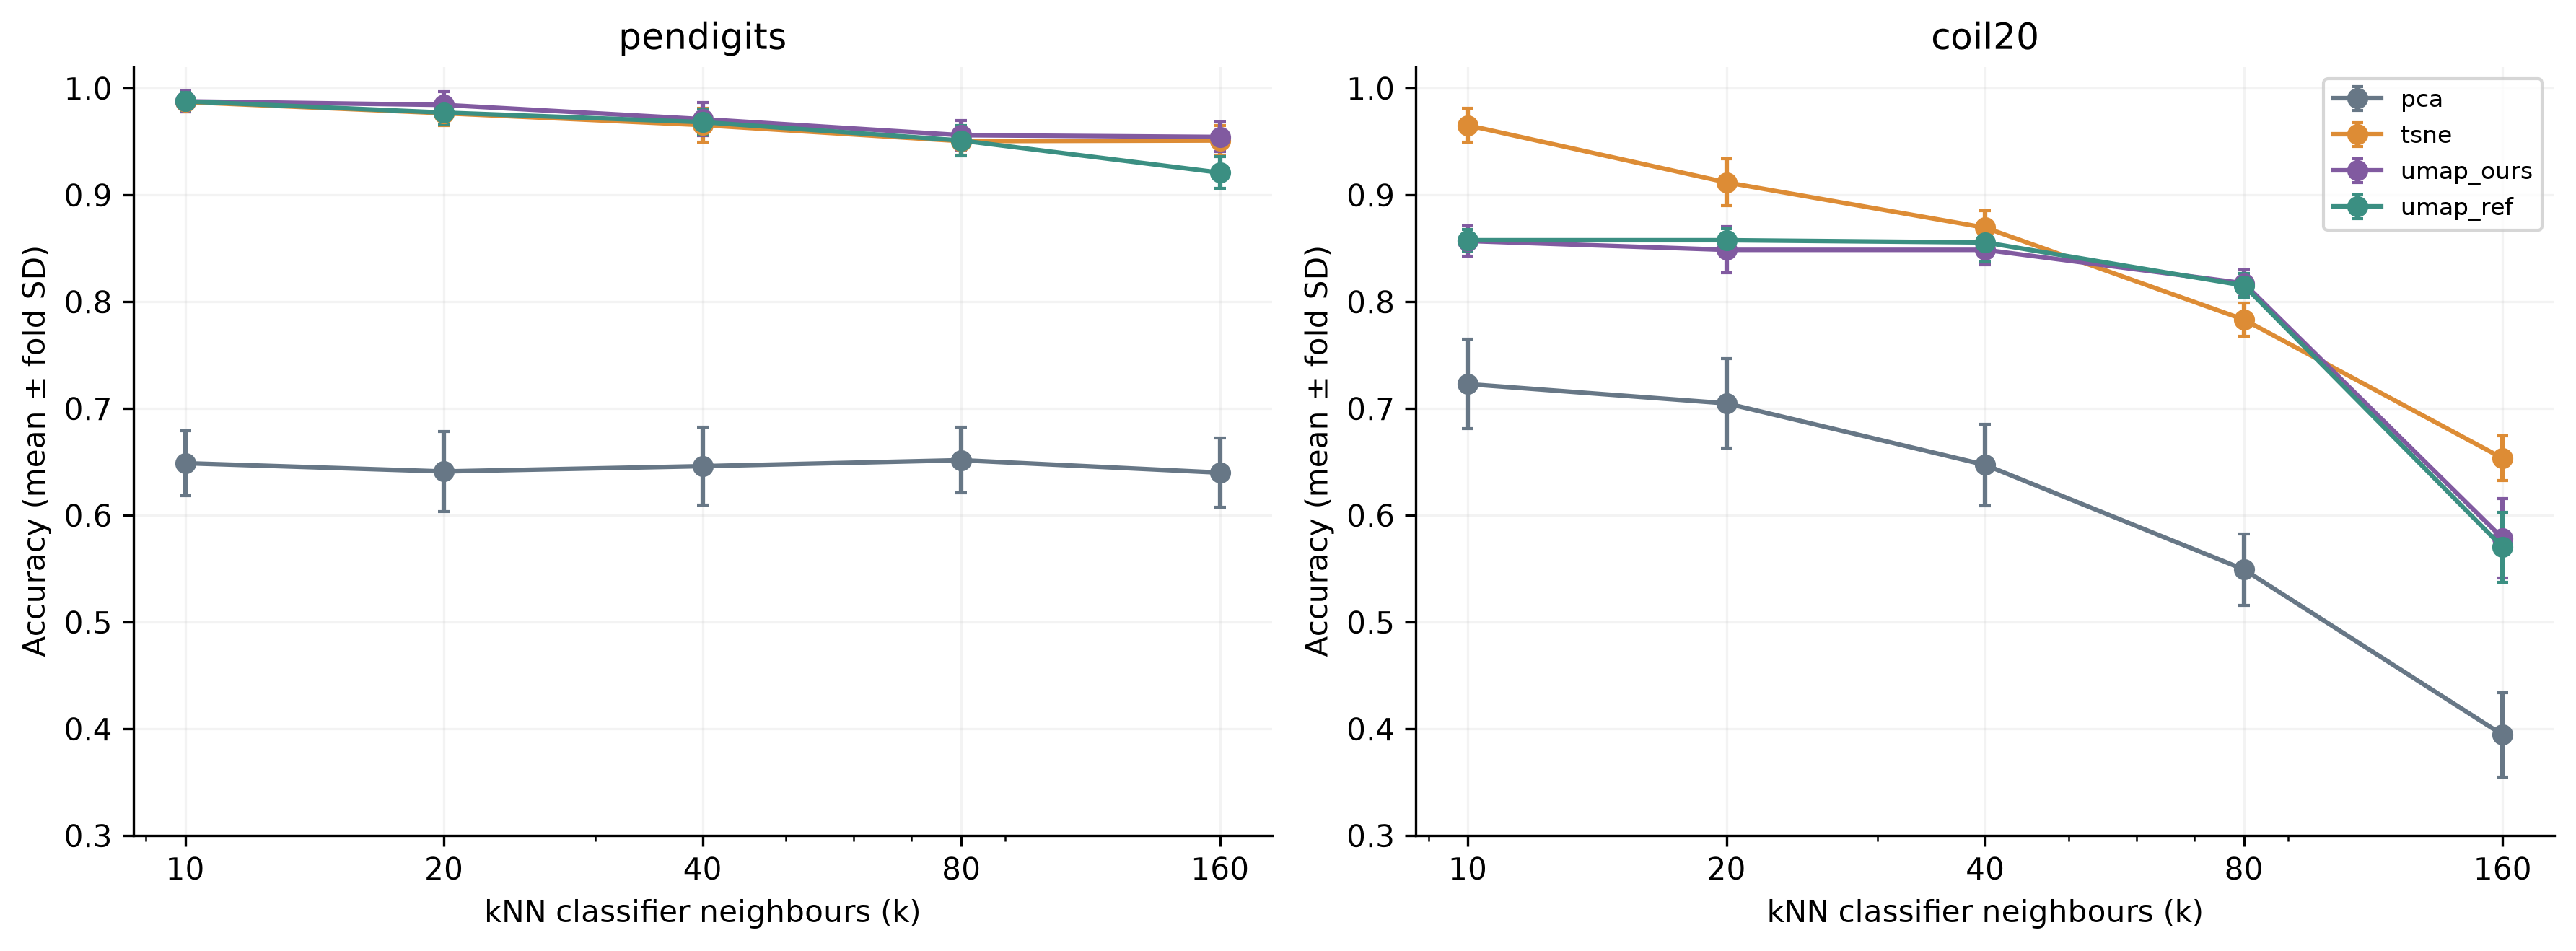 pendigits
Accuracy (mean ± fold SD)
1.0
0.9
0.8
0.7
0.6
0.5
0.4
0.3
10 20 40 80 160
kNN classifier neighbours (k)
coil20
Accuracy (mean ± fold SD)
1.0
0.9
0.8
0.7
0.6
0.5
0.4
0.3
10 20 40 80 160
kNN classifier neighbours (k)
pca
tsne
umap_ours
umap_ref